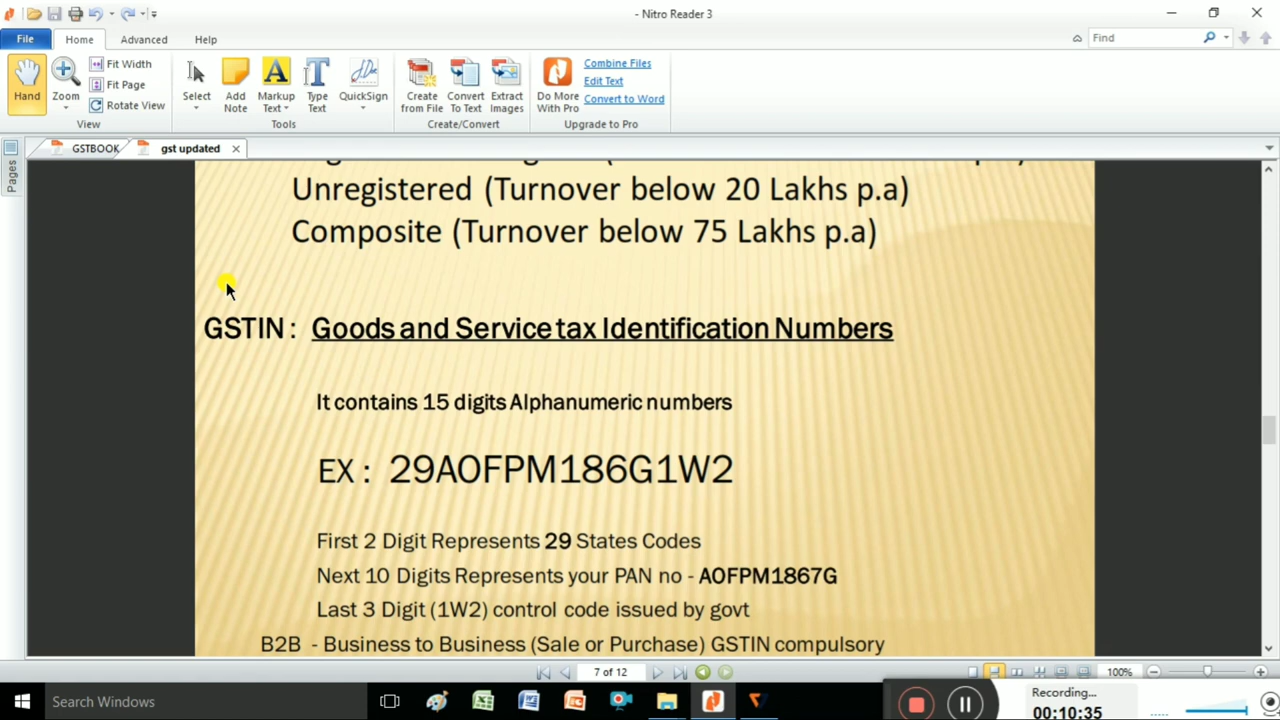 - Nitro Reader 3
File Home Advanced Help Find
Hand
Zoom
Fit Width
Fit Page
Rotate View
View
Select
Add Note
Markup Text
Type Text
QuickSign
Tools
Create from File
Convert To Text
Extract Images
Create/Convert
Do More With Pro
Combine Files
Edit Text
Convert to Word
Upgrade to Pro
GSTBOOK gst updated
Pages
Unregistered (Turnover below 20 Lakhs p.a)
Composite (Turnover below 75 Lakhs p.a)
GSTIN : Goods and Service tax Identification Numbers
It contains 15 digits Alphanumeric numbers
EX : 29AOFPM186G1W2
First 2 Digit Represents 29 States Codes
Next 10 Digits Represents your PAN no - AOFPM1867G
Last 3 Digit (1W2) control code issued by govt
B2B - Business to Business (Sale or Purchase) GSTIN compulsory
7 of 12
100%
Search Windows
Recording...
00:10:35